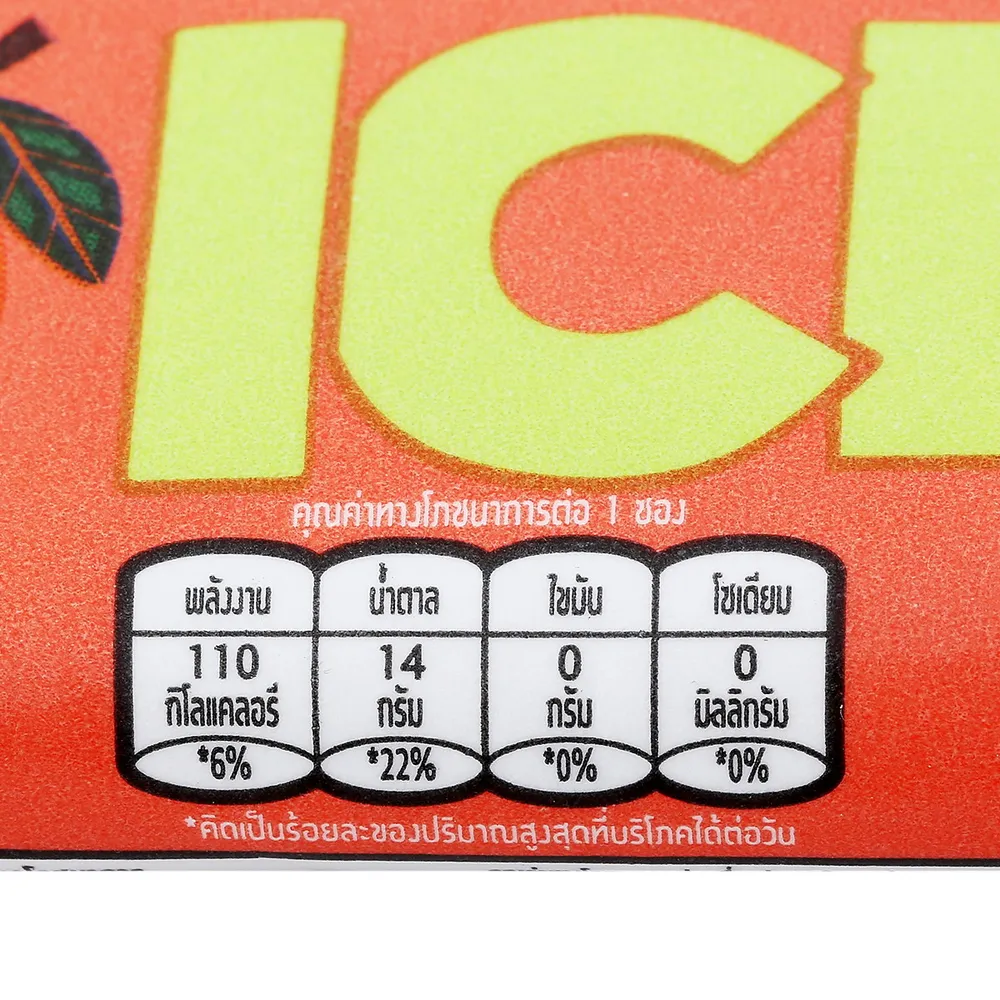 ICE
คุณค่าทางโภชนาการต่อ 1 ซอง
พลังงาน น้ำตาล ไขมัน โซเดียม
110 14 0 0
กิโลแคลอรี กรัม กรัม มิลลิกรัม
*6% *22% *0% *0%
*คิดเป็นร้อยละของปริมาณสูงสุดที่บริโภคได้ต่อวัน